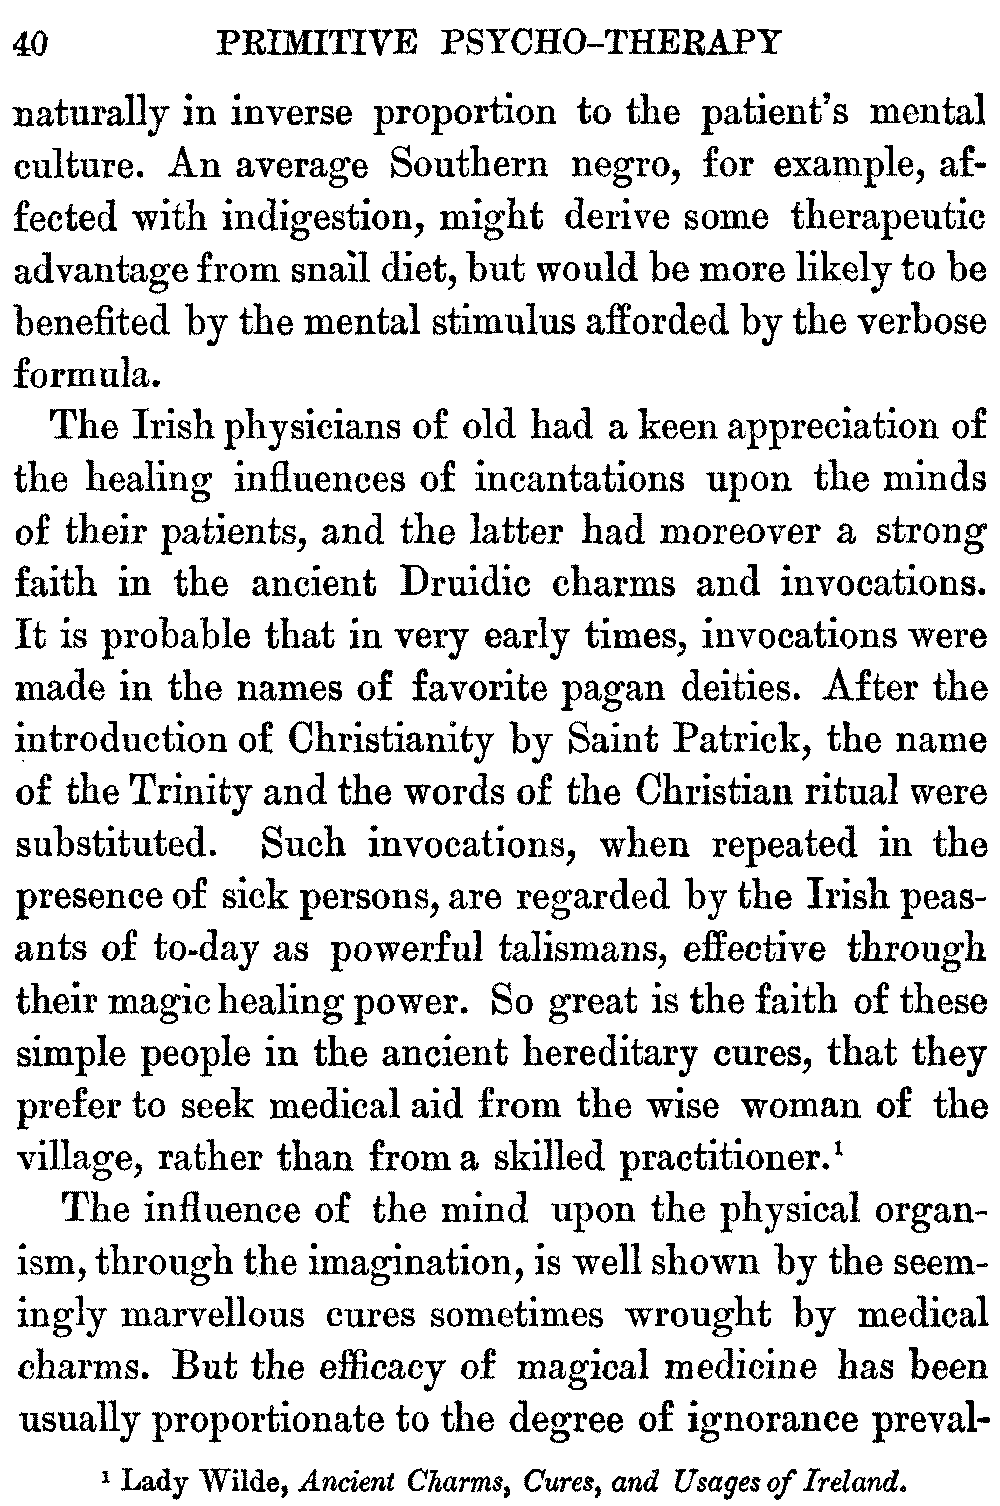 40 PRIMITIVE PSYCHO-THERAPY
naturally in inverse proportion to the patient's mental
culture. An average Southern negro, for example, af-
fected with indigestion, might derive some therapeutic
advantage from snail diet, but would be more likely to be
benefited by the mental stimulus afforded by the verbose
formula.
The Irish physicians of old had a keen appreciation of
the healing influences of incantations upon the minds
of their patients, and the latter had moreover a strong
faith in the ancient Druidic charms and invocations.
It is probable that in very early times, invocations were
made in the names of favorite pagan deities. After the
introduction of Christianity by Saint Patrick, the name
of the Trinity and the words of the Christian ritual were
substituted. Such invocations, when repeated in the
presence of sick persons, are regarded by the Irish peas-
ants of to-day as powerful talismans, effective through
their magic healing power. So great is the faith of these
simple people in the ancient hereditary cures, that they
prefer to seek medical aid from the wise woman of the
village, rather than from a skilled practitioner.¹
The influence of the mind upon the physical organ-
ism, through the imagination, is well shown by the seem-
ingly marvellous cures sometimes wrought by medical
charms. But the efficacy of magical medicine has been
usually proportionate to the degree of ignorance preval-
¹ Lady Wilde, Ancient Charms, Cures, and Usages of Ireland.